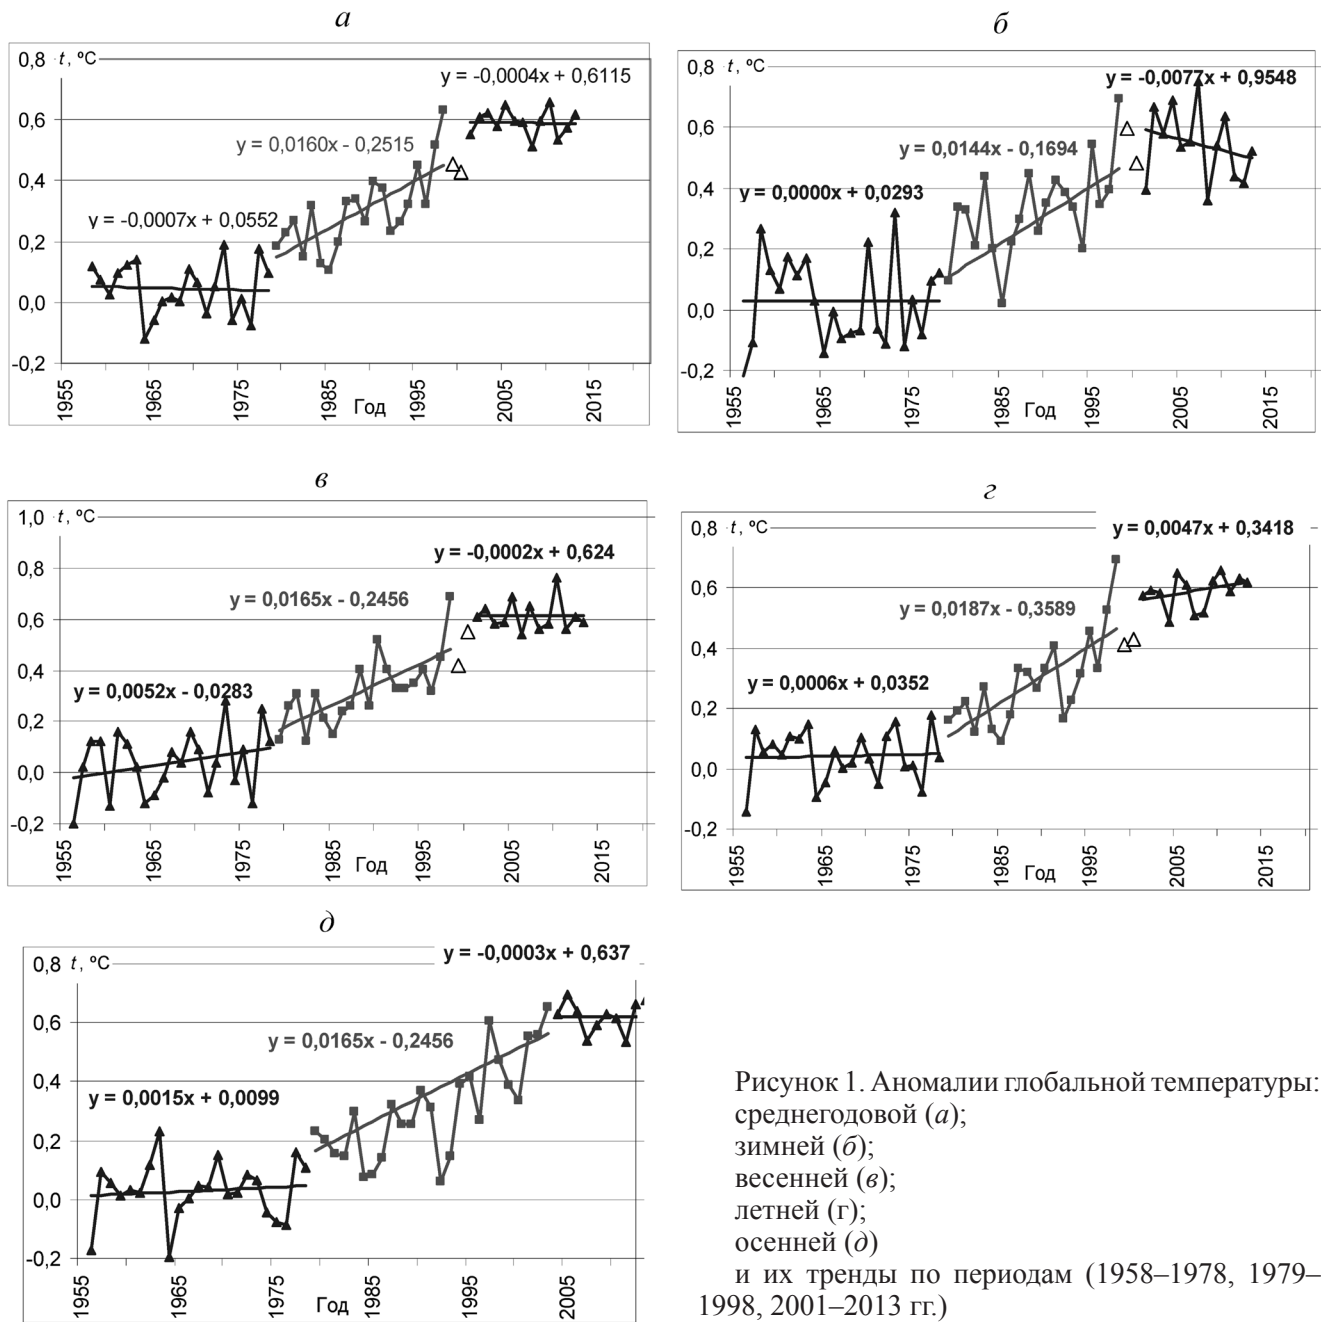 а
0,8 t, ºC
y = -0,0004x + 0,6115
0,6
y = 0,0160x - 0,2515
0,4
y = -0,0007x + 0,0552
0,2
0,0
-0,2
1955 1965 1975 1985 1995 2005 2015
Год
б
0,8 t, ºC
y = -0,0077x + 0,9548
0,6
y = 0,0144x - 0,1694
0,4
y = 0,0000x + 0,0293
0,2
0,0
-0,2
1955 1965 1975 1985 1995 2005 2015
Год
в
1,0 t, ºC
y = -0,0002x + 0,624
0,8
y = 0,0165x - 0,2456
0,6
0,4
y = 0,0052x - 0,0283
0,2
0,0
-0,2
1955 1965 1975 1985 1995 2005 2015
Год
г
0,8 t, ºC
y = 0,0047x + 0,3418
0,6
y = 0,0187x - 0,3589
0,4
y = 0,0006x + 0,0352
0,2
0,0
-0,2
1955 1965 1975 1985 1995 2005 2015
Год
д
y = -0,0003x + 0,637
0,8 t, ºC
0,6
y = 0,0165x - 0,2456
0,4
y = 0,0015x + 0,0099
0,2
0,0
-0,2
1955 1965 1975 1985 1995 2005
Год
Рисунок 1. Аномалии глобальной температуры:
среднегодовой (а);
зимней (б);
весенней (в);
летней (г);
осенней (д)
и их тренды по периодам (1958–1978, 1979–
1998, 2001–2013 гг.)